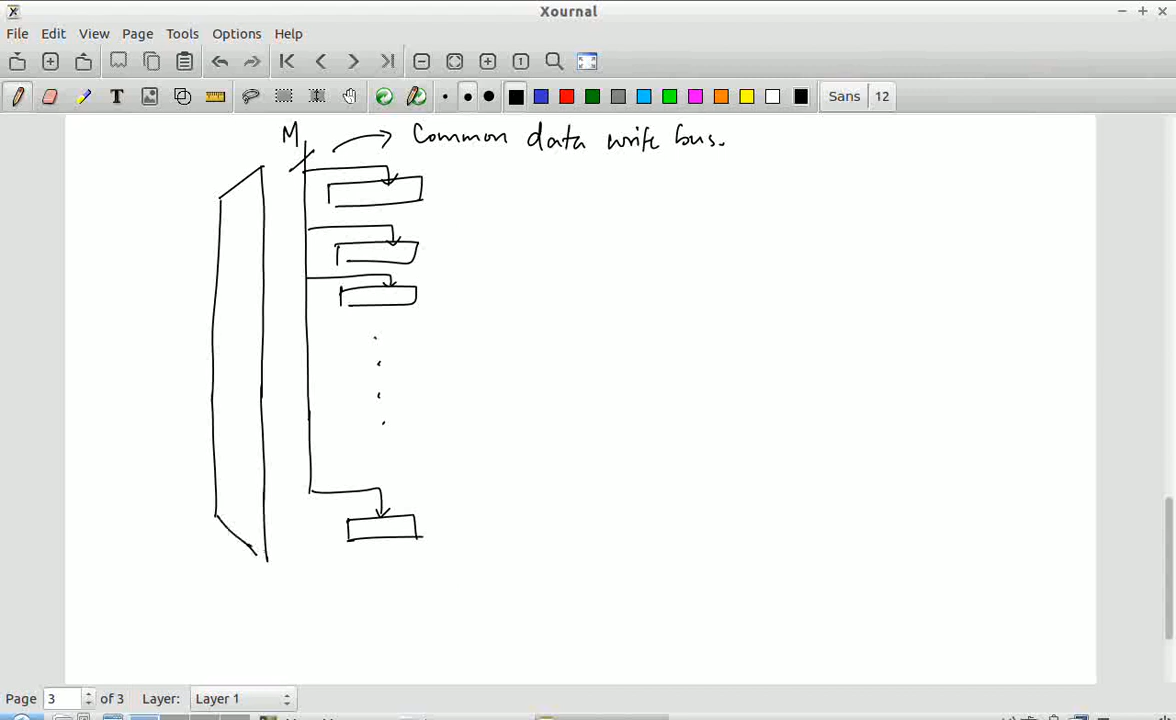 Xournal
File Edit View Page Tools Options Help
Sans 12
M Common data write bus.
Page 3 of 3 Layer: Layer 1